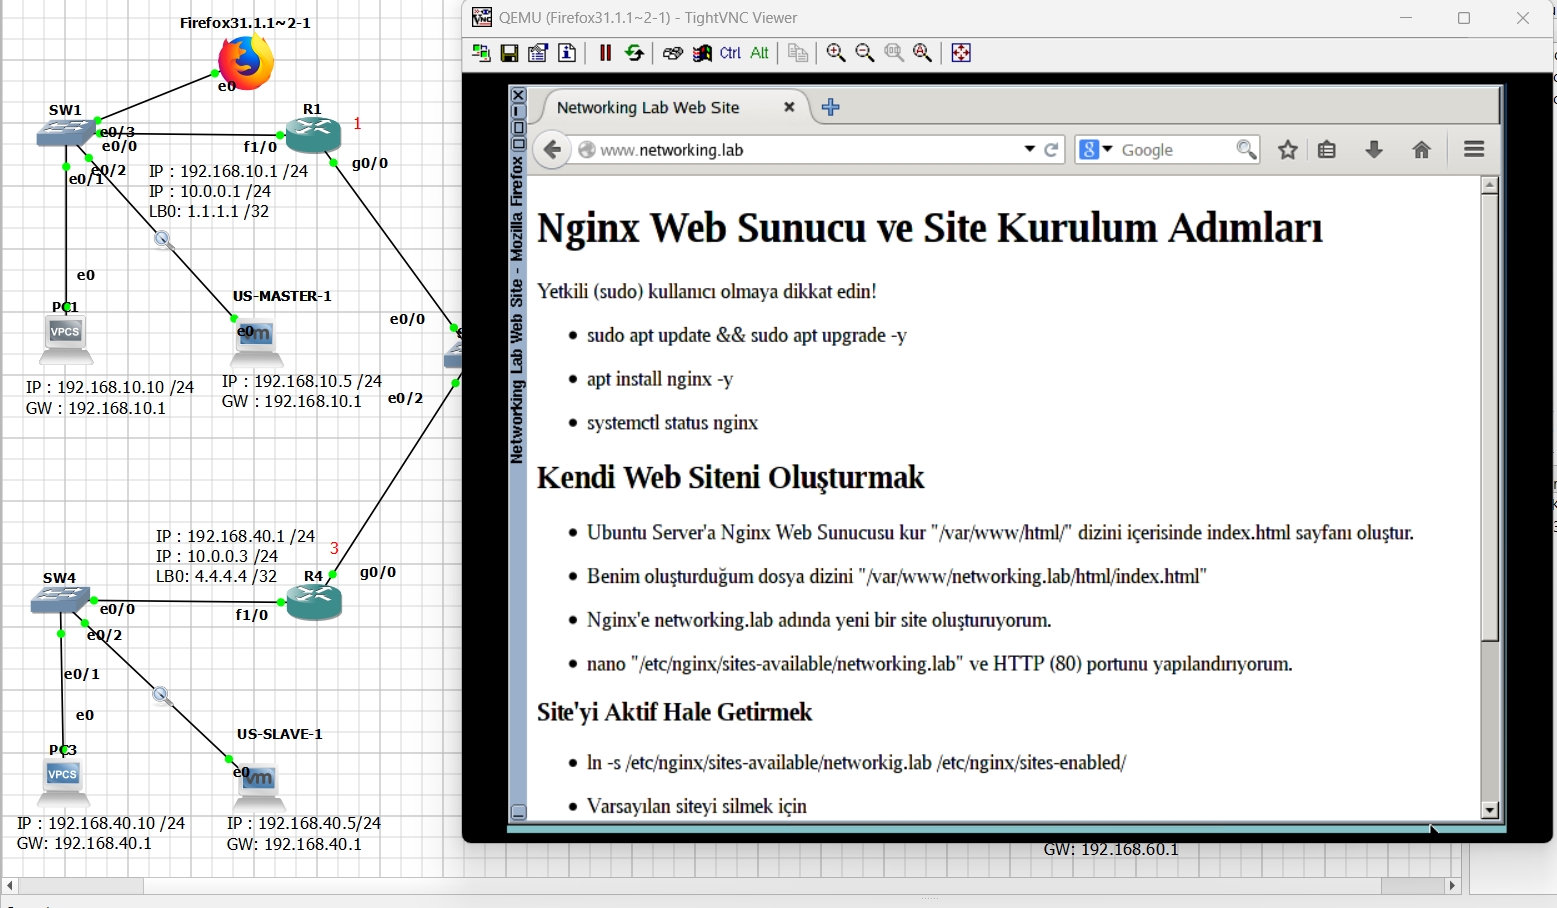 Firefox31.1.1~2-1
e0
SW1
e0/3
e0/0
e0/2
e0/1
R1
1
f1/0
g0/0
IP : 192.168.10.1 /24
IP : 10.0.0.1 /24
LB0: 1.1.1.1 /32
e0
PC1
VPCS
IP : 192.168.10.10 /24
GW : 192.168.10.1
US-MASTER-1
e0
vm
IP : 192.168.10.5 /24
GW : 192.168.10.1
e0/0
e0/2
IP : 192.168.40.1 /24
IP : 10.0.0.3 /24
LB0: 4.4.4.4 /32
3
R4
g0/0
f1/0
SW4
e0/0
e0/2
e0/1
e0
PC3
VPCS
IP : 192.168.40.10 /24
GW: 192.168.40.1
US-SLAVE-1
e0
vm
IP : 192.168.40.5/24
GW: 192.168.40.1
QEMU (Firefox31.1.1~2-1) - TightVNC Viewer
Ctrl Alt
Networking Lab Web Site - Mozilla Firefox
Networking Lab Web Site
www.networking.lab
Google
Nginx Web Sunucu ve Site Kurulum Adımları
Yetkili (sudo) kullanıcı olmaya dikkat edin!
• sudo apt update && sudo apt upgrade -y
• apt install nginx -y
• systemctl status nginx
Kendi Web Siteni Oluşturmak
• Ubuntu Server'a Nginx Web Sunucusu kur "/var/www/html/" dizini içerisinde index.html sayfanı oluştur.
• Benim oluşturduğum dosya dizini "/var/www/networking.lab/html/index.html"
• Nginx'e networking.lab adında yeni bir site oluşturuyorum.
• nano "/etc/nginx/sites-available/networking.lab" ve HTTP (80) portunu yapılandırıyorum.
Site'yi Aktif Hale Getirmek
• ln -s /etc/nginx/sites-available/networkig.lab /etc/nginx/sites-enabled/
• Varsayılan siteyi silmek için
GW: 192.168.60.1